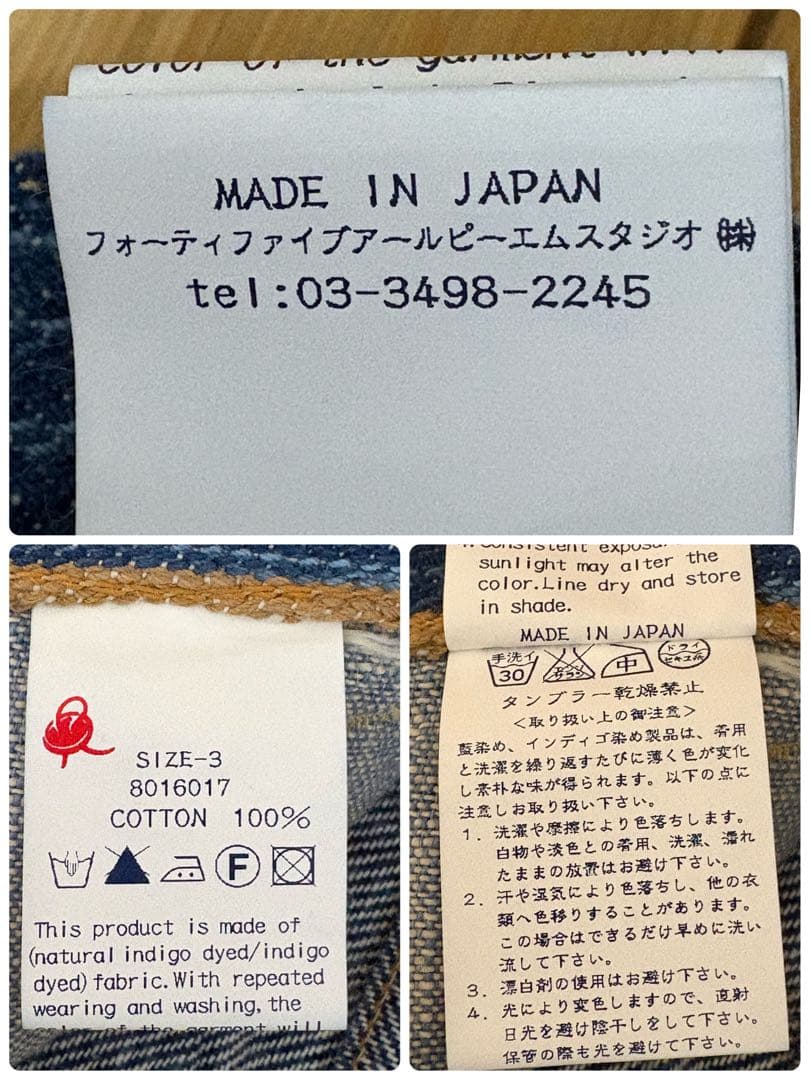 color of the garment will
MADE IN JAPAN
フォーティファイブアールピーエムスタジオ ㈱
tel:03-3498-2245
SIZE-3
8016017
COTTON 100%
F
This product is made of
(natural indigo dyed/indigo
dyed) fabric.With repeated
wearing and washing, the
color of the garment will
4. Consistent
sunlight may alter the
color.Line dry and store
in shade.
MADE IN JAPAN
手洗イ
30
中
ドライ
タンブラー乾燥禁止
<取り扱い上の御注意>
藍染め、インディゴ染め製品は、着用
と洗濯を繰り返すたびに薄く色が変化
し素朴な味が得られます。以下の点に
注意しお取り扱い下さい。
1. 洗濯や摩擦により色落ちします。
白物や淡色との着用、洗濯、濡れ
たままの放置はお避け下さい。
2. 汗や湿気により色落ちし、他の衣
類へ色移りすることがあります。
この場合はできるだけ早めに洗い
流して下さい。
3. 漂白剤の使用はお避け下さい。
4. 光により変色しますので、直射
日光を避け陰干しをして下さい。
保管の際も光を避けて下さい。